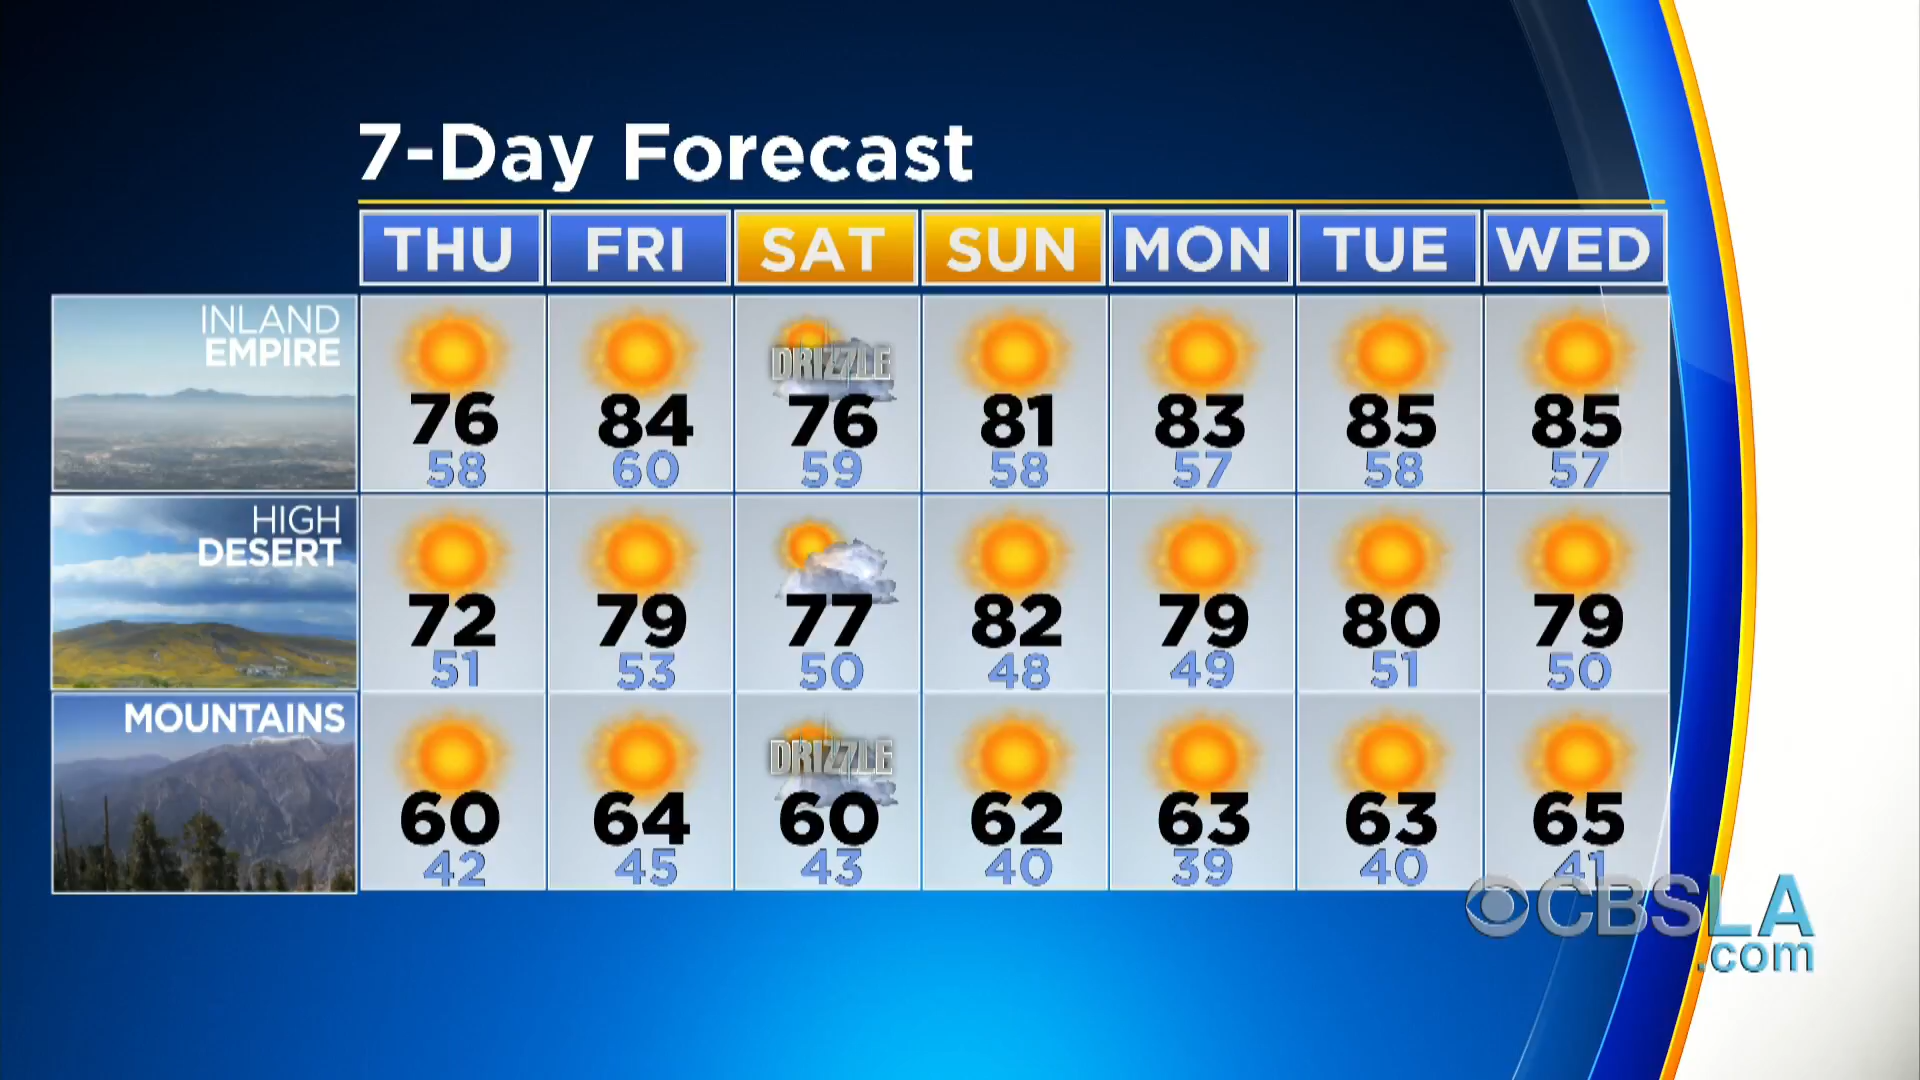 7-Day Forecast
THU FRI SAT SUN MON TUE WED
INLAND
EMPIRE
DRIZZLE
76 84 76 81 83 85 85
58 60 59 58 57 58 57
HIGH
DESERT
72 79 77 82 79 80 79
51 53 50 48 49 51 50
MOUNTAINS
DRIZZLE
60 64 60 62 63 63 65
42 45 43 40 39 40 41
CBSLA
.com